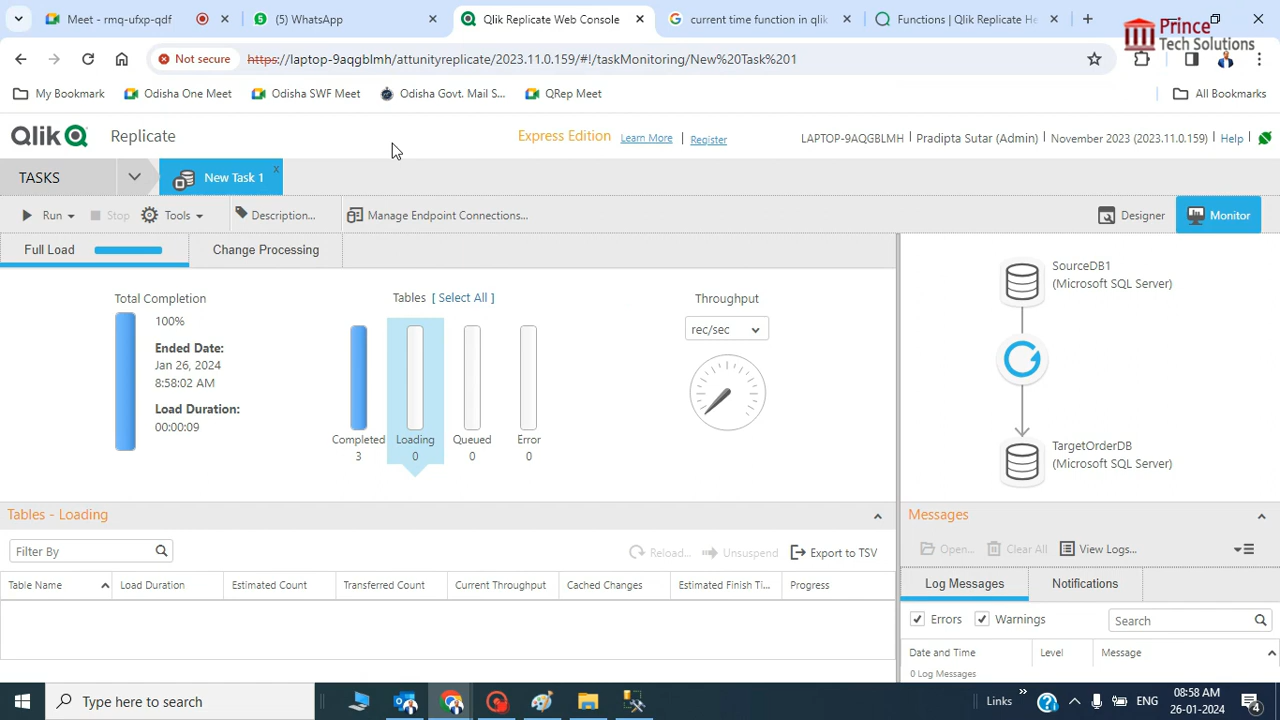 Meet - rmq-ufxp-qdf
(5) WhatsApp
Qlik Replicate Web Console
current time function in qlik
Functions | Qlik Replicate He
Prince
Tech Solutions
Not secure
https://laptop-9aqgblmh/attunityreplicate/2023.11.0.159/#!/taskMonitoring/New%20Task%201
My Bookmark
Odisha One Meet
Odisha SWF Meet
Odisha Govt. Mail S...
QRep Meet
All Bookmarks
Qlik
Replicate
Express Edition
Learn More
| Register
LAPTOP-9AQGBLMH
Pradipta Sutar (Admin)
November 2023 (2023.11.0.159)
Help
TASKS
New Task 1
Run
Stop
Tools
Description...
Manage Endpoint Connections...
Designer
Monitor
Full Load
Change Processing
Total Completion
100%
Ended Date:
Jan 26, 2024
8:58:02 AM
Load Duration:
00:00:09
Tables [ Select All ]
Completed
3
Loading
0
Queued
0
Error
0
Throughput
rec/sec
SourceDB1
(Microsoft SQL Server)
TargetOrderDB
(Microsoft SQL Server)
Tables - Loading
Filter By
Reload...
Unsuspend
Export to TSV
Table Name
Load Duration
Estimated Count
Transferred Count
Current Throughput
Cached Changes
Estimated Finish Ti...
Progress
Messages
Open...
Clear All
View Logs...
Log Messages
Notifications
Errors
Warnings
Search
Date and Time
Level
Message
0 Log Messages
Type here to search
Links
ENG
08:58 AM
26-01-2024
4